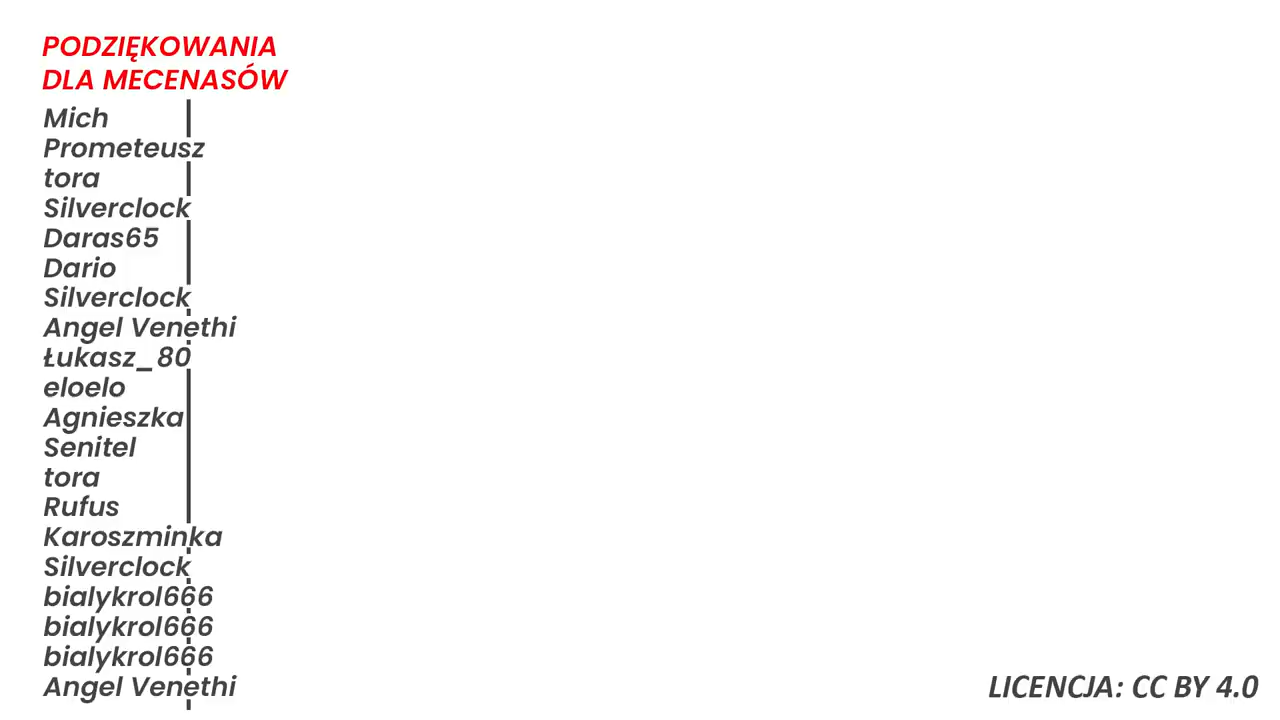 PODZIĘKOWANIA
DLA MECENASÓW
Mich
Prometeusz
tora
Silverclock
Daras65
Dario
Silverclock
Angel Venethi
Łukasz_80
eloelo
Agnieszka
Senitel
tora
Rufus
Karoszminka
Silverclock
bialykrol666
bialykrol666
bialykrol666
Angel Venethi
LICENCJA: CC BY 4.0